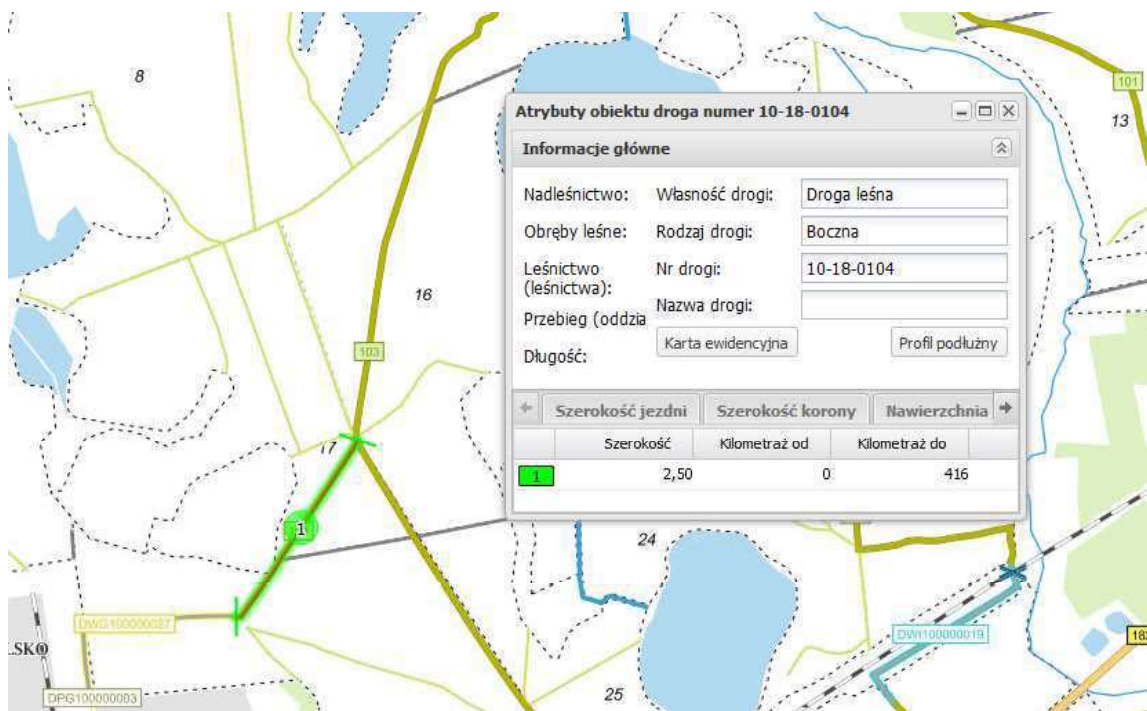 8
101
13
16
103
17
1
24
25
DWG100000027
LSKO
DPG100000003
DWI100000019
182
Atrybuty obiektu droga numer 10-18-0104
Informacje główne
Nadleśnictwo: Własność drogi: Droga leśna
Obręby leśne: Rodzaj drogi: Boczna
Leśnictwo (leśnictwa): Nr drogi: 10-18-0104
Przebieg (oddzia Nazwa drogi:
Długość: Karta ewidencyjna Profil podłużny
Szerokość jezdni Szerokość korony Nawierzchnia
Szerokość Kilometraż od Kilometraż do
1 2,50 0 416